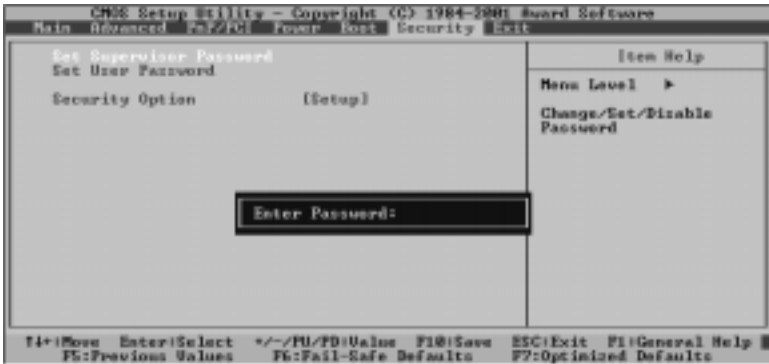 CMOS Setup Utility - Copyright (C) 1984-2001 Award Software
Main Advanced PnP/PCI Power Boot Security Exit
Set Supervisor Password
Set User Password
Security Option [Setup]
Item Help
Menu Level ▶
Change/Set/Disable
Password
Enter Password:
↑↓←→:Move Enter:Select +/-/PU/PD:Value F10:Save ESC:Exit F1:General Help
F5:Previous Values F6:Fail-Safe Defaults F7:Optimized Defaults